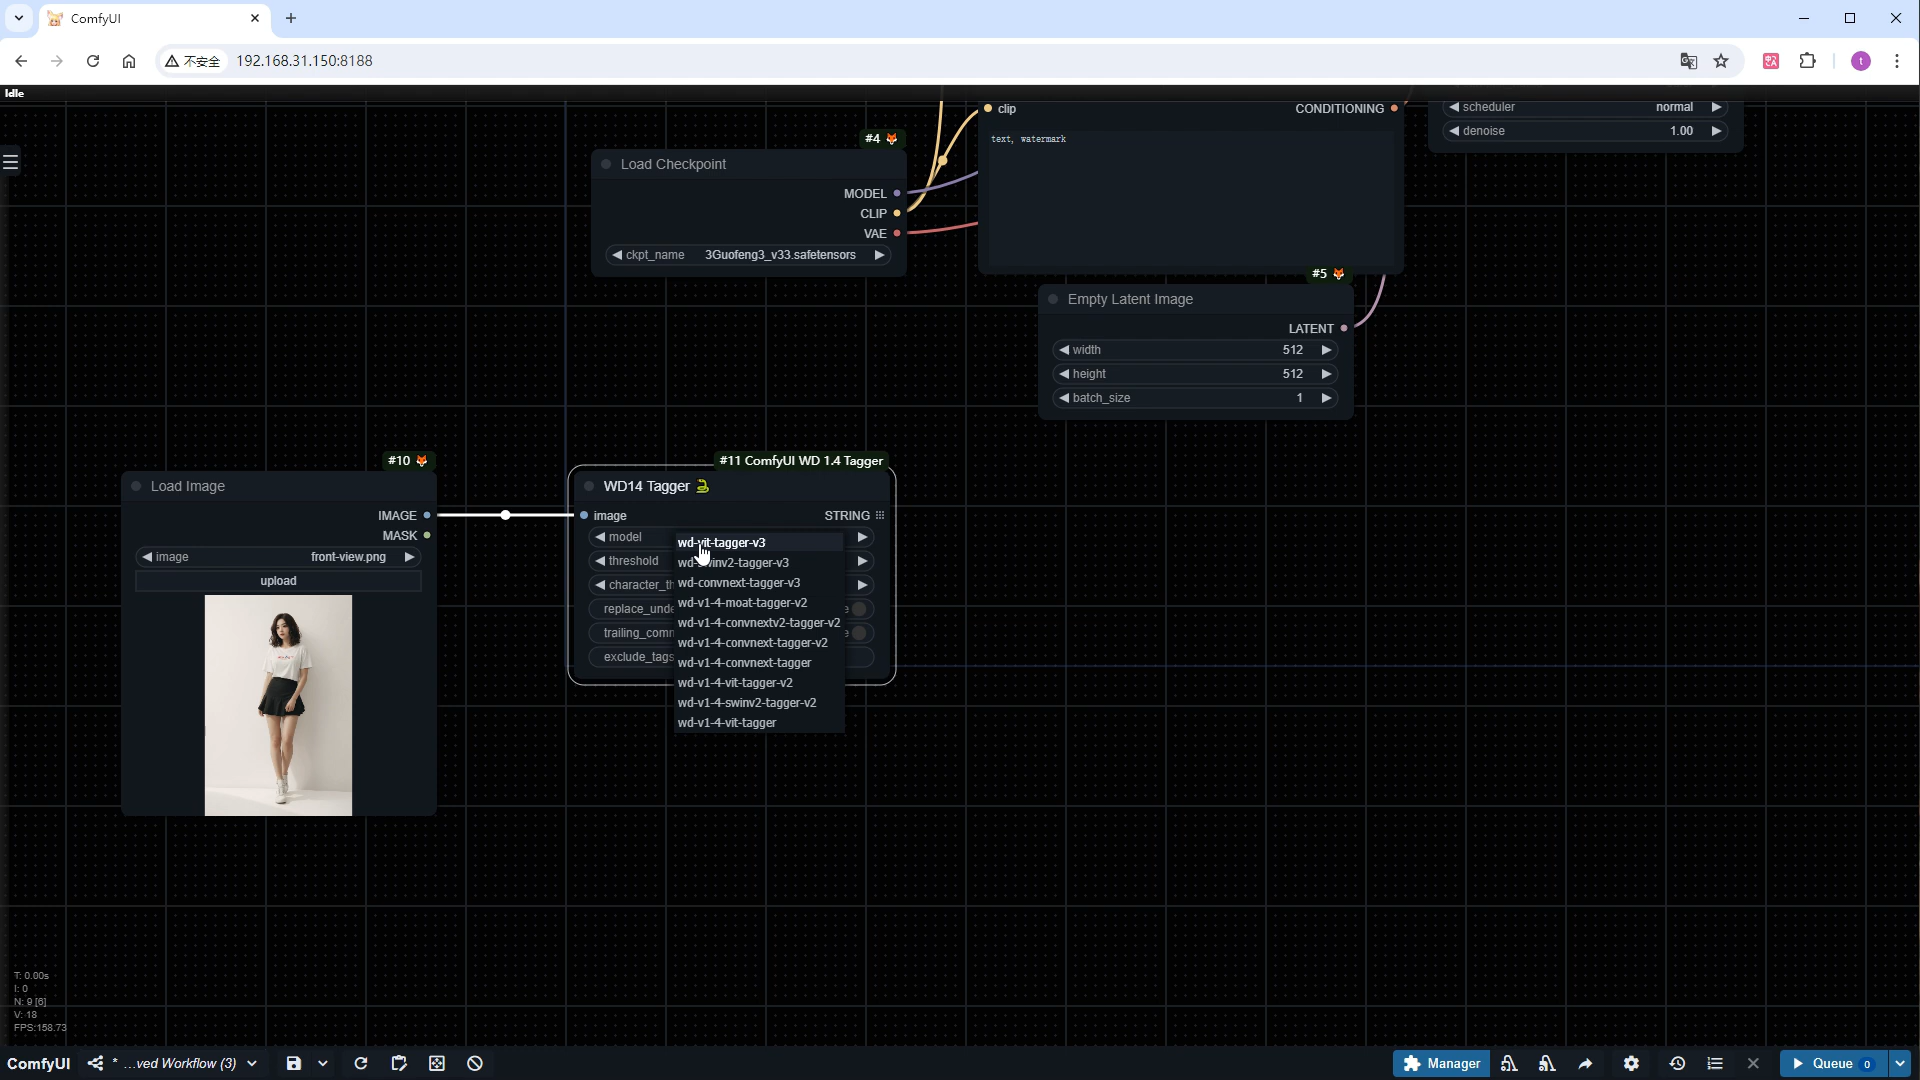 ComfyUI
不安全
192.168.31.150:8188
Idle
clip
CONDITIONING
scheduler
normal
text, watermark
denoise
1.00
#4
Load Checkpoint
MODEL
CLIP
VAE
ckpt_name
3Guofeng3_v33.safetensors
#5
Empty Latent Image
LATENT
width
512
height
512
batch_size
1
#10
Load Image
IMAGE
MASK
image
front-view.png
upload
#11 ComfyUI WD 1.4 Tagger
WD14 Tagger
image
STRING
model
threshold
character_th
replace_unde
trailing_comm
exclude_tags
wd-vit-tagger-v3
wd-swinv2-tagger-v3
wd-convnext-tagger-v3
wd-v1-4-moat-tagger-v2
wd-v1-4-convnextv2-tagger-v2
wd-v1-4-convnext-tagger-v2
wd-v1-4-convnext-tagger
wd-v1-4-vit-tagger-v2
wd-v1-4-swinv2-tagger-v2
wd-v1-4-vit-tagger
T: 0.00s
I: 0
N: 9 [6]
V: 18
FPS:158.73
ComfyUI
* ...ved Workflow (3)
Manager
Queue
0
t